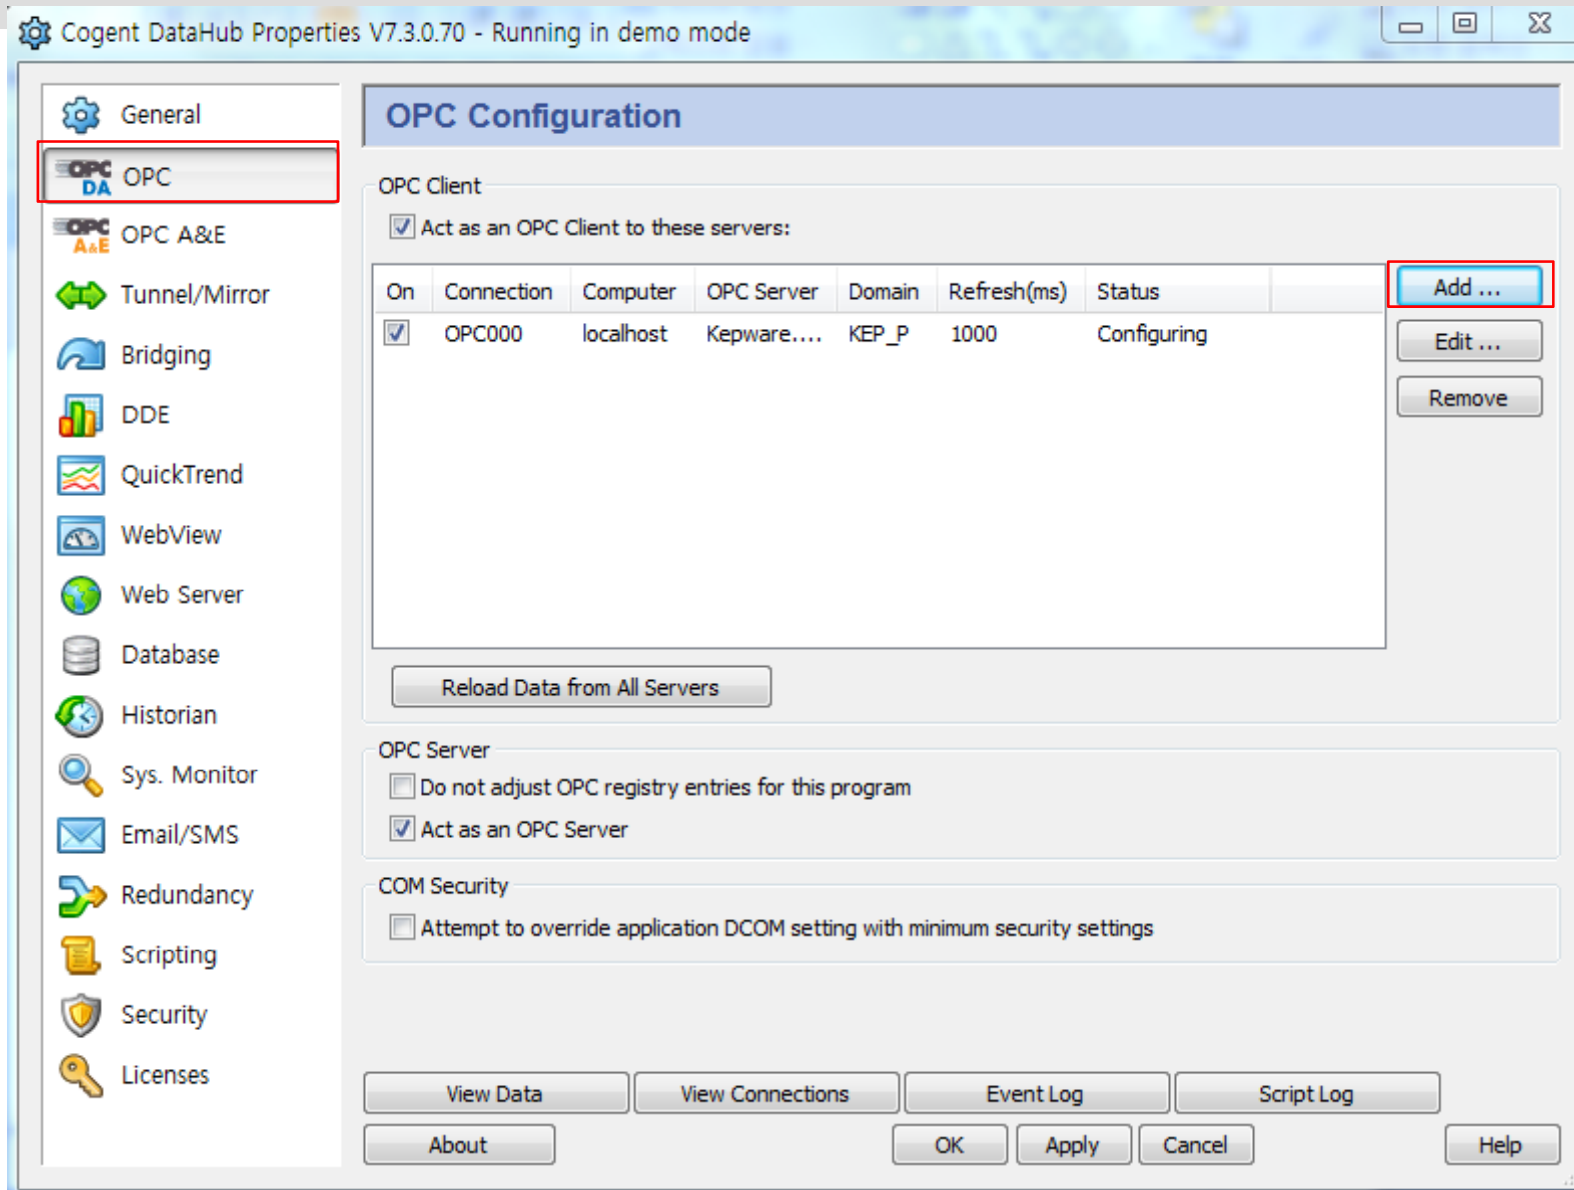 Cogent DataHub Properties V7.3.0.70 - Running in demo mode
General
OPC DA OPC
OPC A&E OPC A&E
Tunnel/Mirror
Bridging
DDE
QuickTrend
WebView
Web Server
Database
Historian
Sys. Monitor
Email/SMS
Redundancy
Scripting
Security
Licenses
OPC Configuration
OPC Client
Act as an OPC Client to these servers:
On Connection Computer OPC Server Domain Refresh(ms) Status
OPC000 localhost Kepware.... KEP_P 1000 Configuring
Add ...
Edit ...
Remove
Reload Data from All Servers
OPC Server
Do not adjust OPC registry entries for this program
Act as an OPC Server
COM Security
Attempt to override application DCOM setting with minimum security settings
View Data View Connections Event Log Script Log
About OK Apply Cancel Help